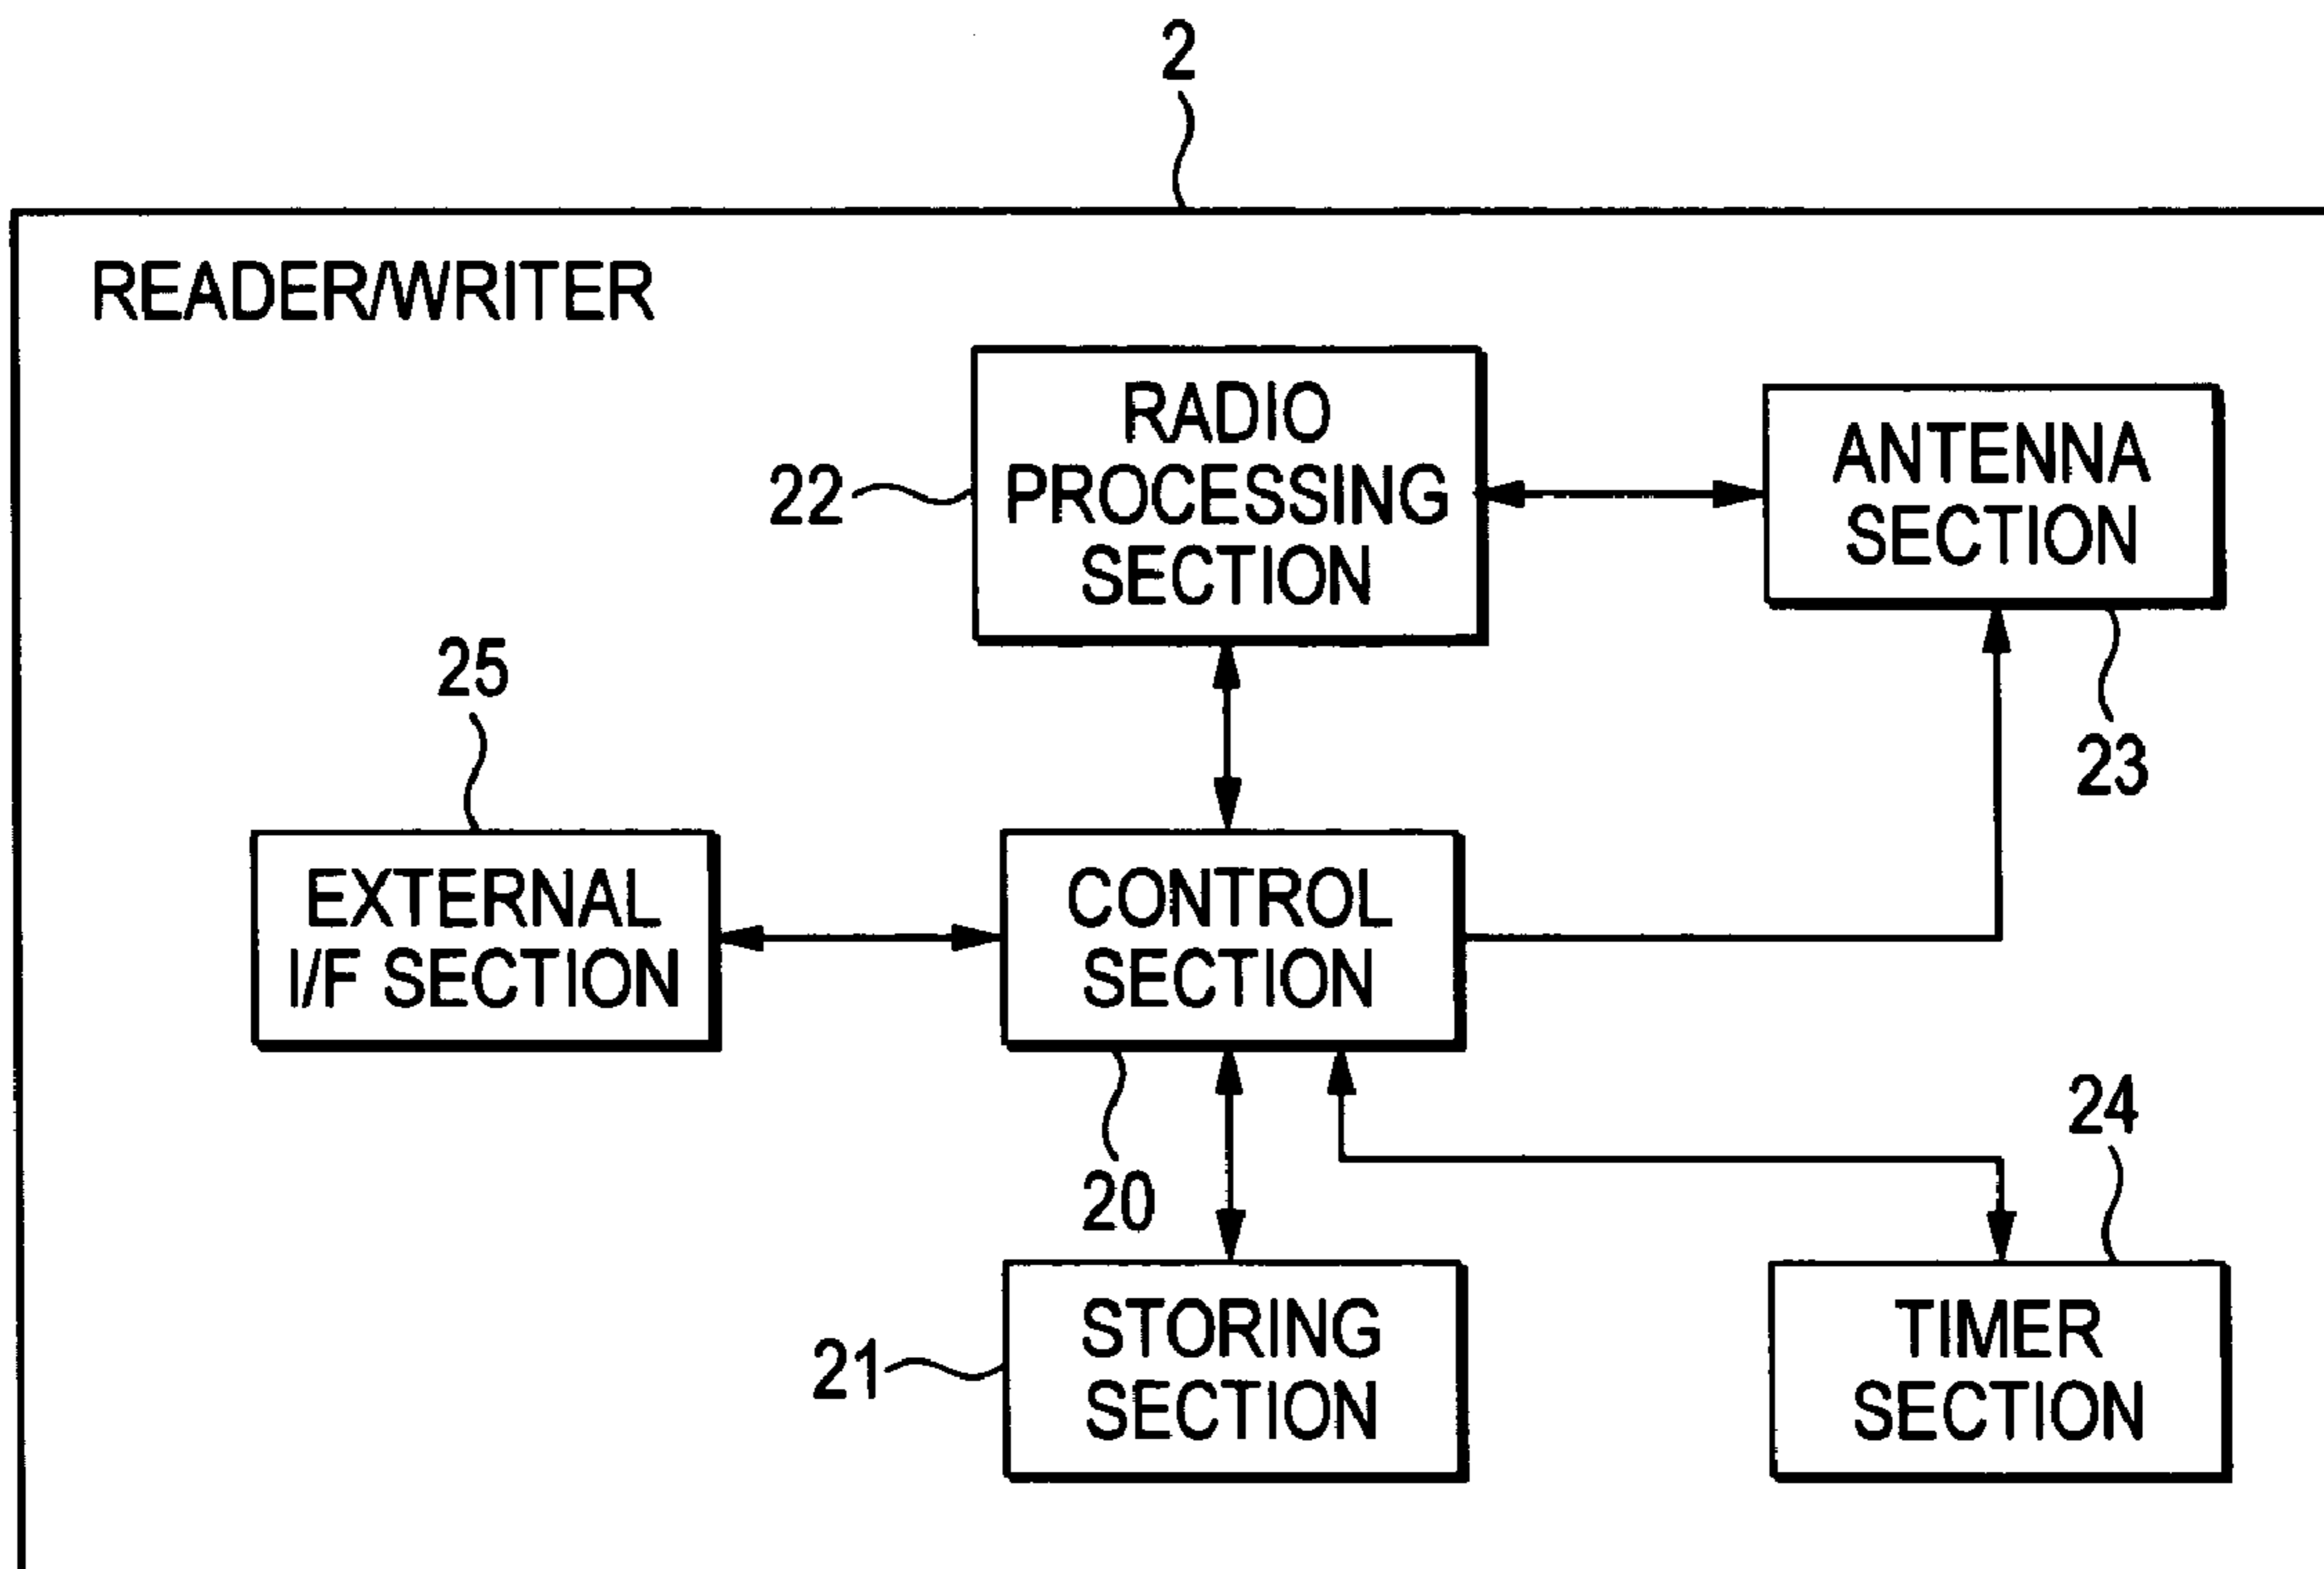 2
READER/WRITER
RADIO
PROCESSING
SECTION
22
ANTENNA
SECTION
23
25
EXTERNAL
I/F SECTION
CONTROL
SECTION
20
24
STORING
SECTION
21
TIMER
SECTION